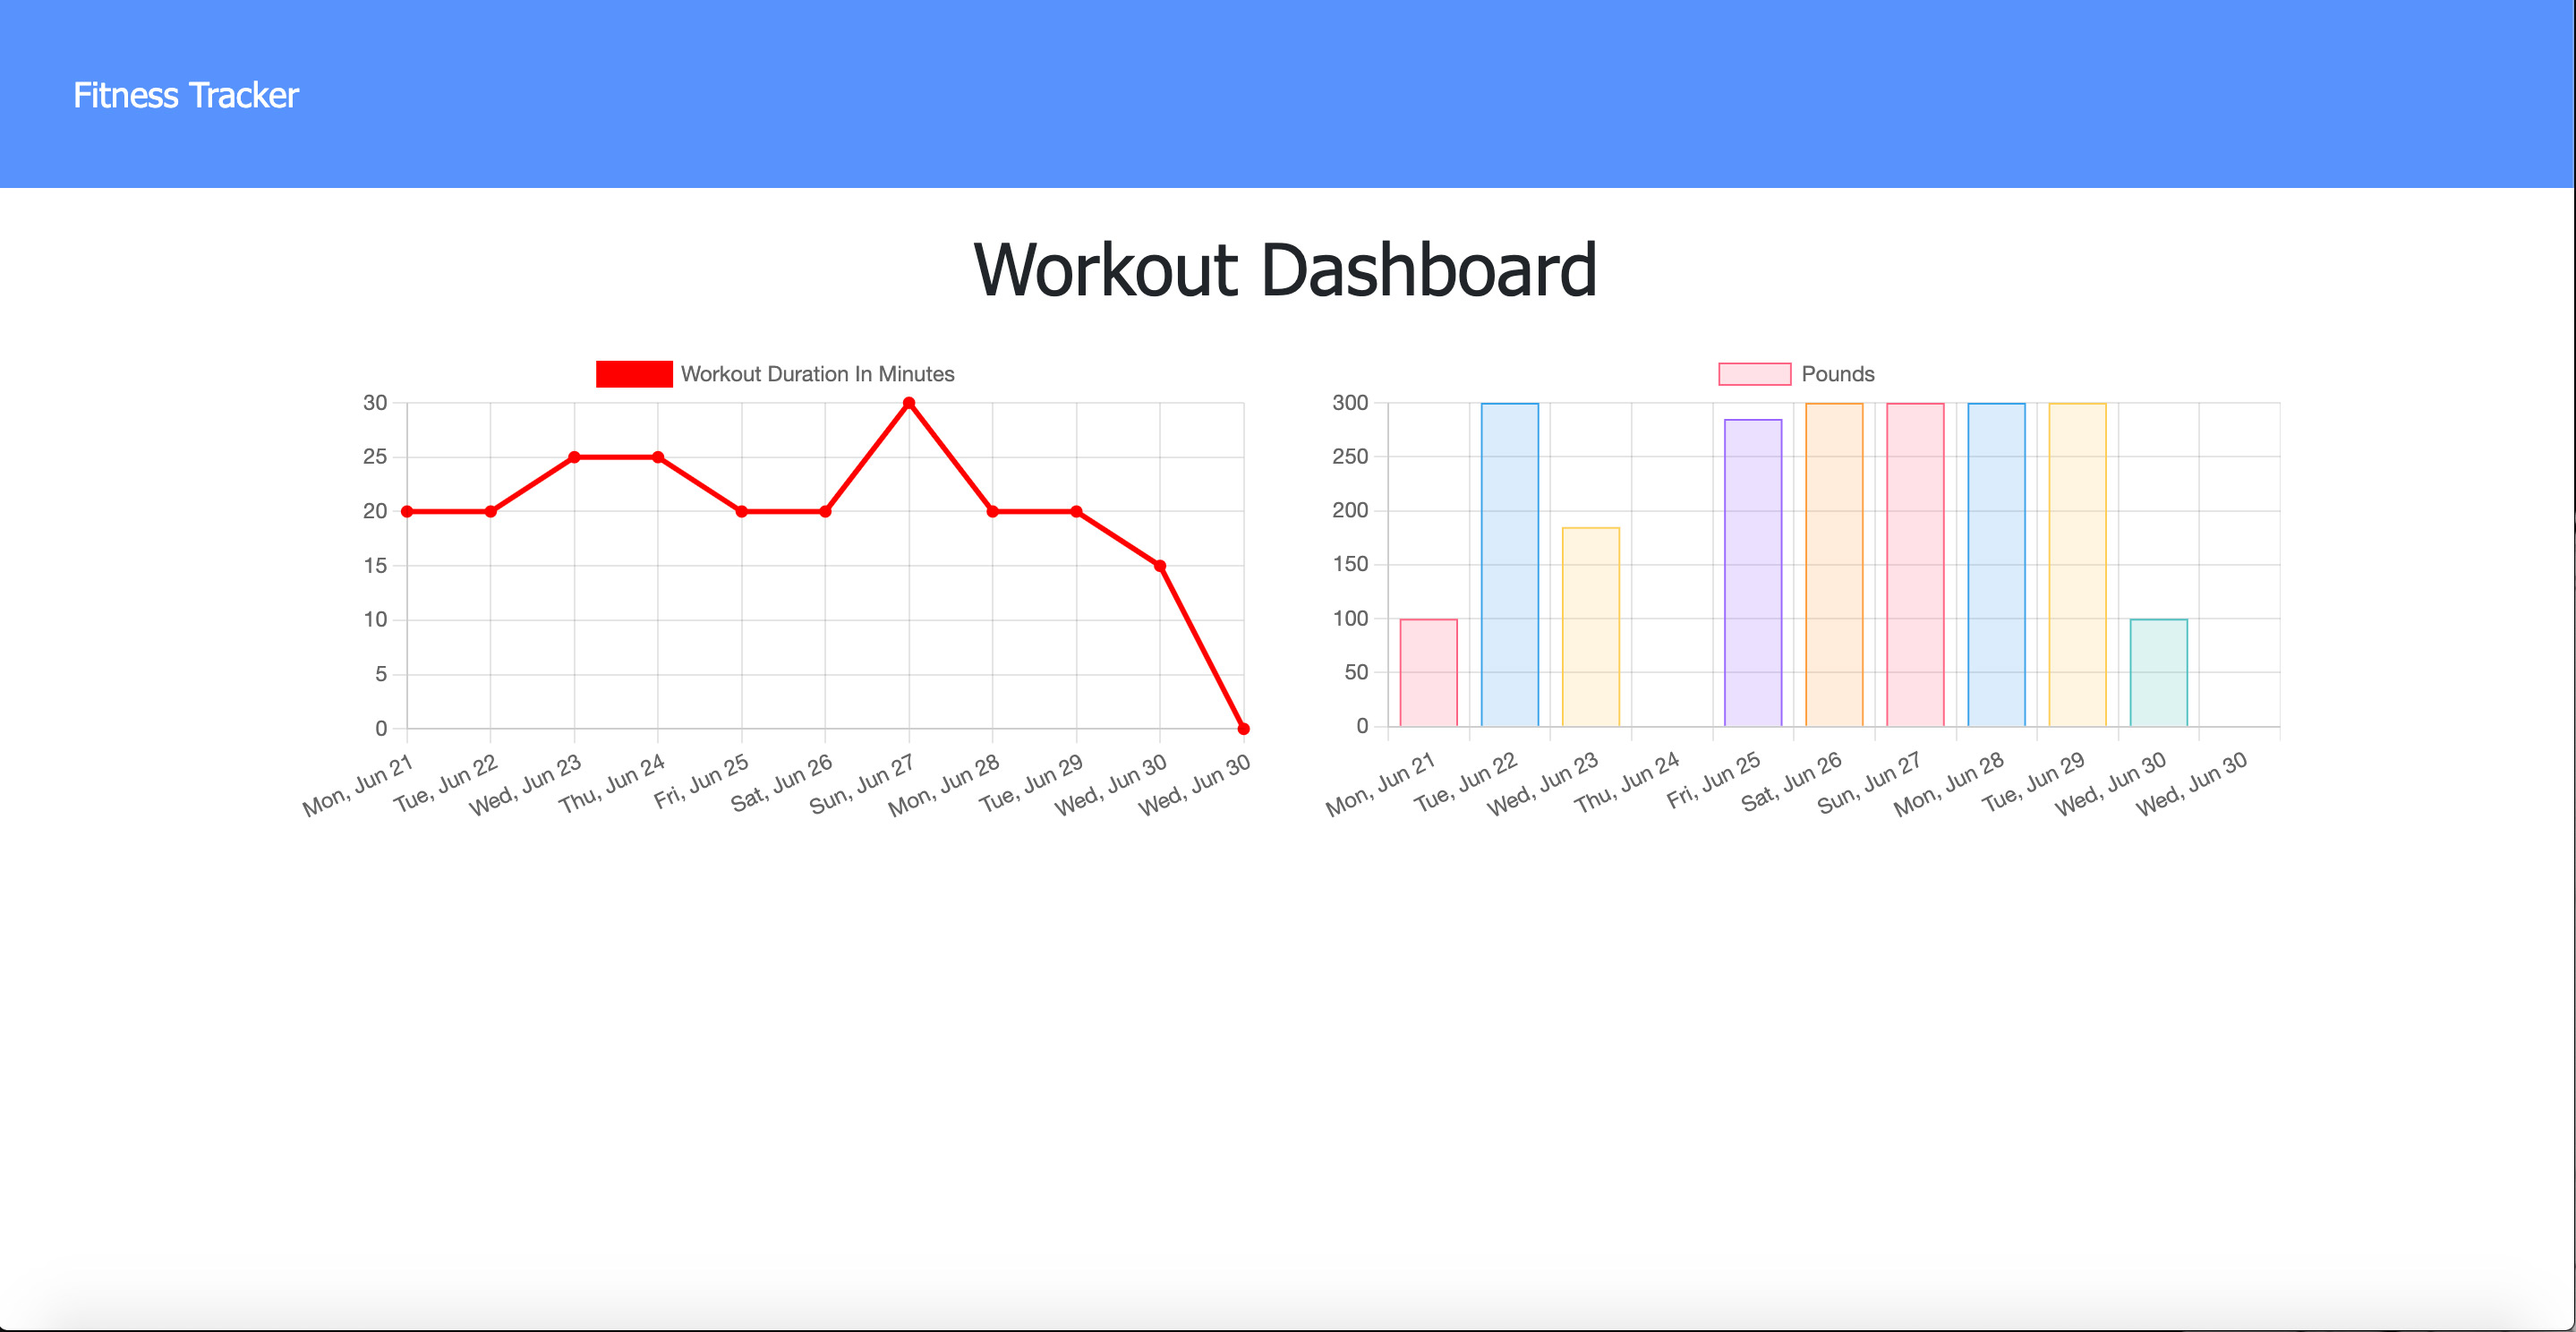 Fitness Tracker
Workout Dashboard
Workout Duration In Minutes
30
25
20
15
10
5
0
Mon, Jun 21
Tue, Jun 22
Wed, Jun 23
Thu, Jun 24
Fri, Jun 25
Sat, Jun 26
Sun, Jun 27
Mon, Jun 28
Tue, Jun 29
Wed, Jun 30
Wed, Jun 30
Pounds
300
250
200
150
100
50
0
Mon, Jun 21
Tue, Jun 22
Wed, Jun 23
Thu, Jun 24
Fri, Jun 25
Sat, Jun 26
Sun, Jun 27
Mon, Jun 28
Tue, Jun 29
Wed, Jun 30
Wed, Jun 30